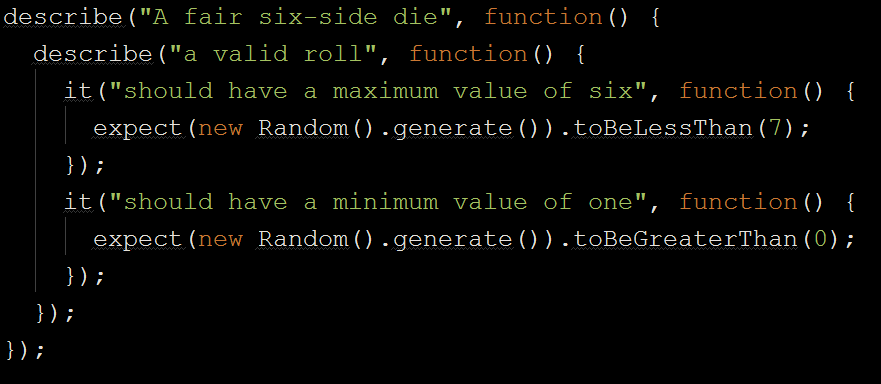 describe("A fair six-side die", function() {
  describe("a valid roll", function() {
    it("should have a maximum value of six", function() {
      expect(new Random().generate()).toBeLessThan(7);
    });
    it("should have a minimum value of one", function() {
      expect(new Random().generate()).toBeGreaterThan(0);
    });
  });
});